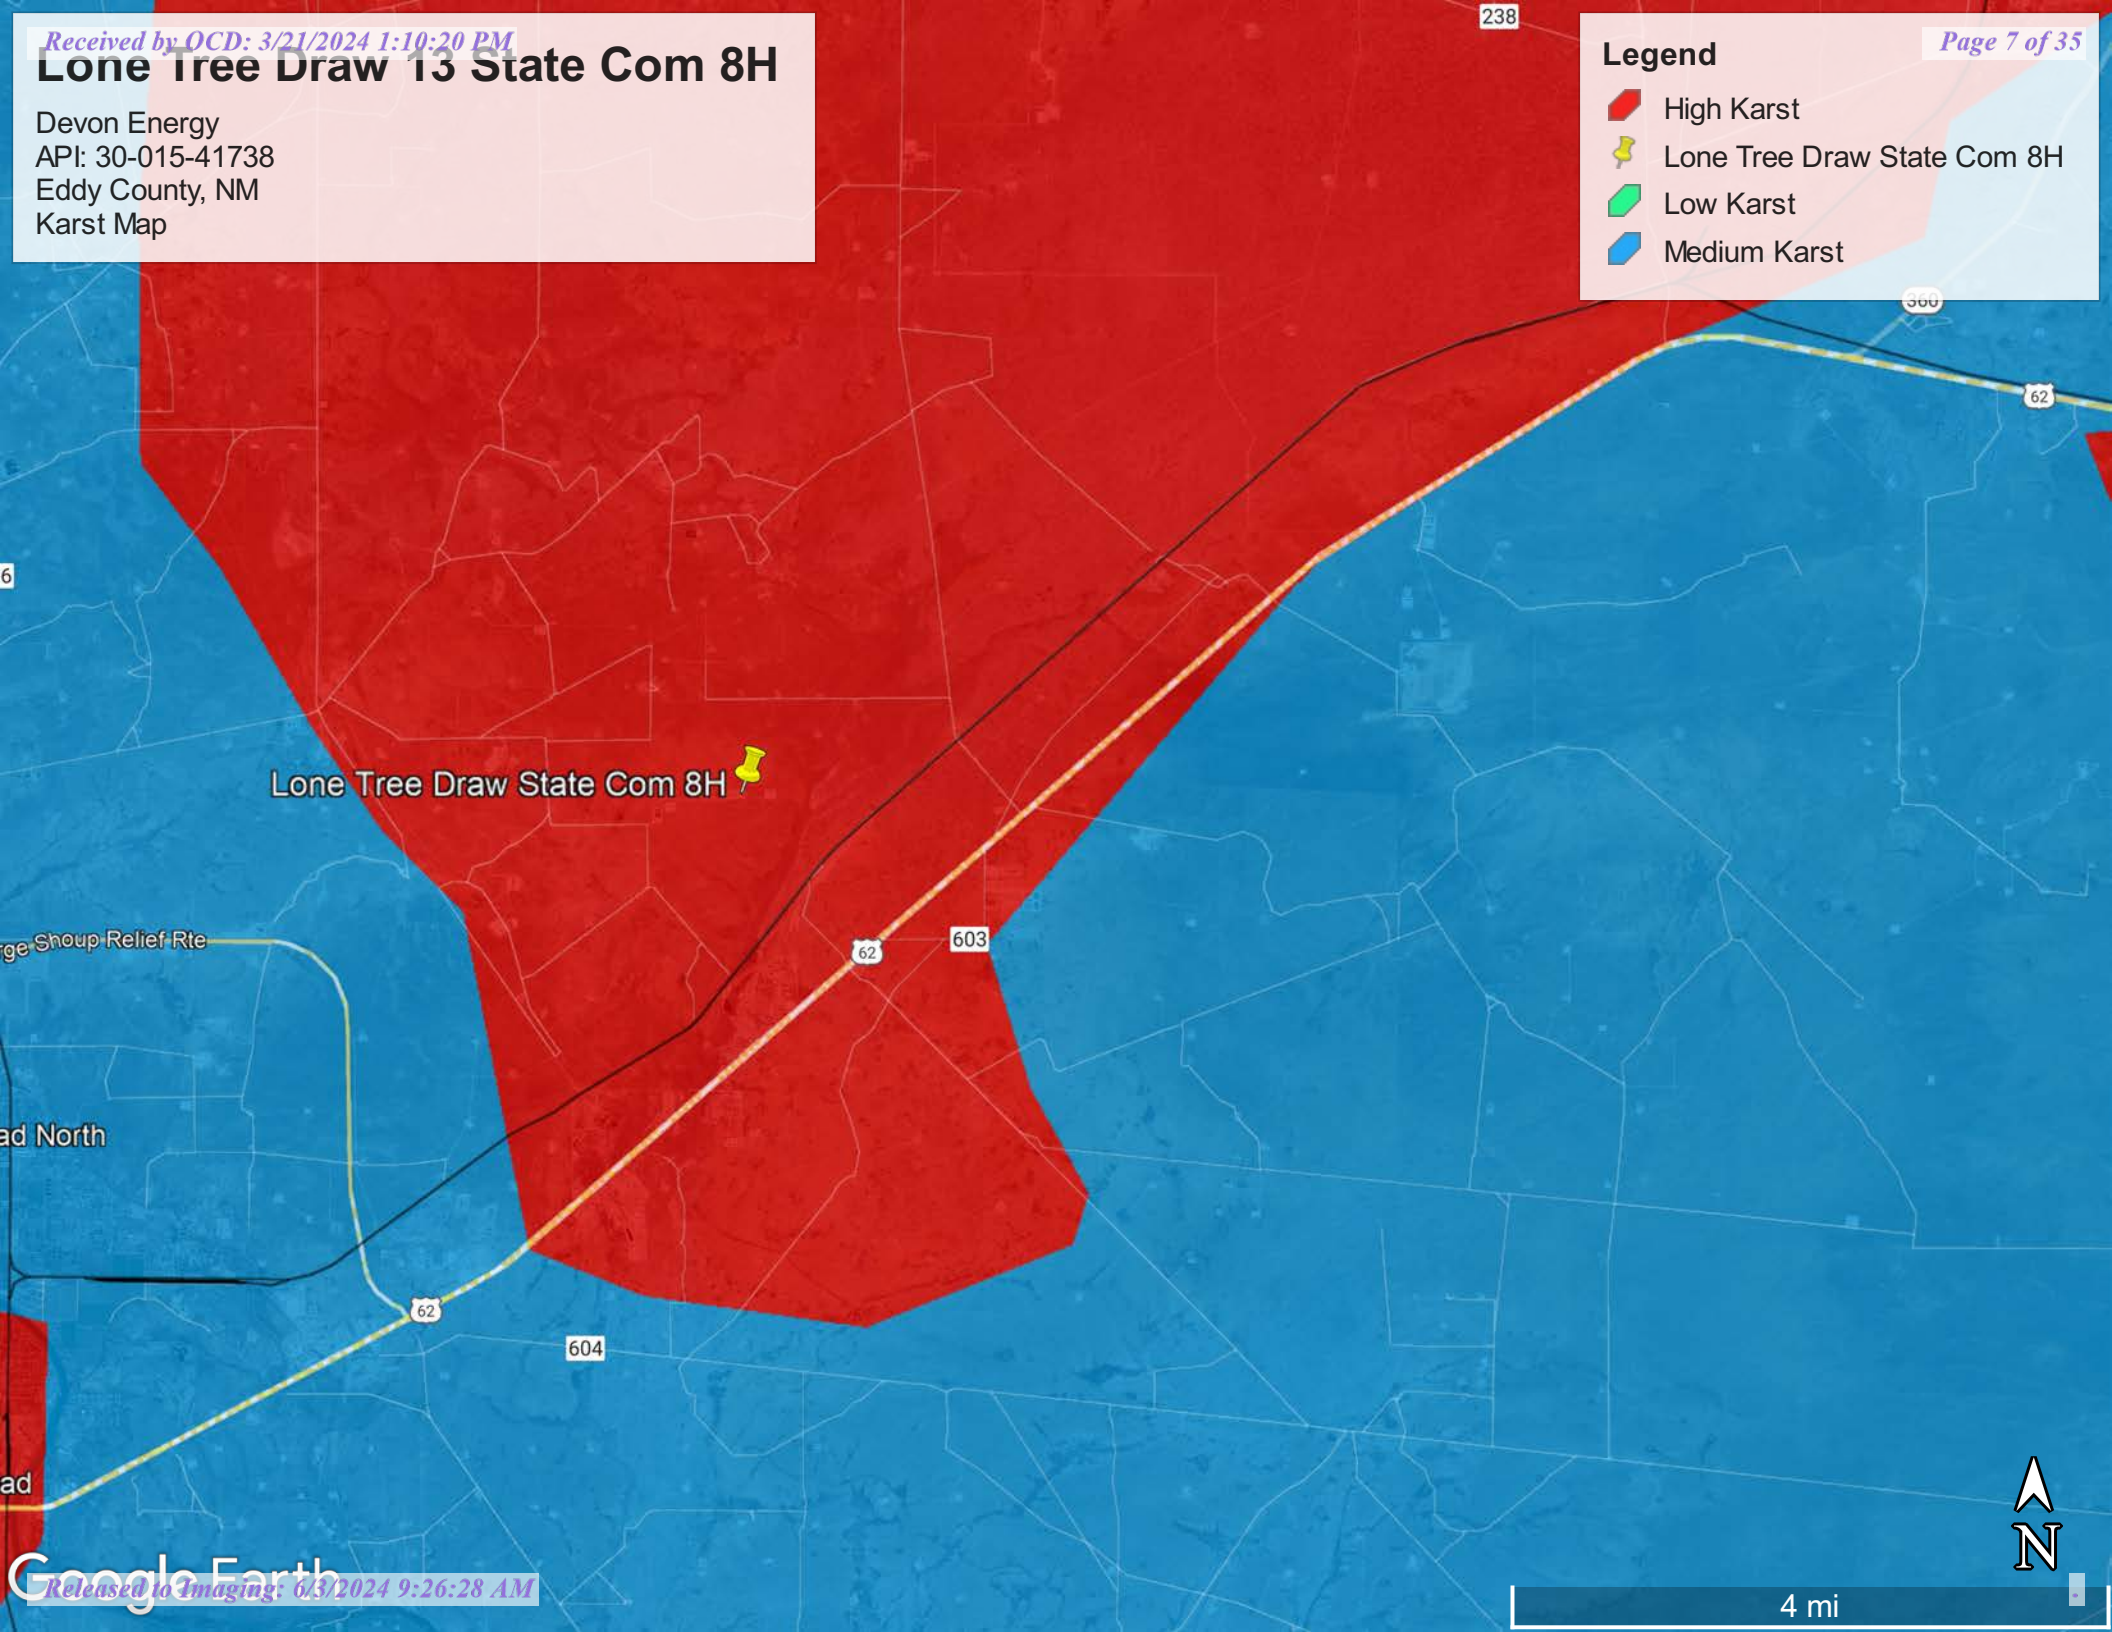 Received by OCD: 3/21/2024 1:10:20 PM
Page 7 of 35
Lone Tree Draw 13 State Com 8H
Devon Energy
API: 30-015-41738
Eddy County, NM
Karst Map
Legend
High Karst
Lone Tree Draw State Com 8H
Low Karst
Medium Karst
238
360
62
6
Lone Tree Draw State Com 8H
rge Shoup Relief Rte
62
603
ad North
62
604
ad
Google Earth
Released to Imaging: 6/3/2024 9:26:28 AM
N
4 mi